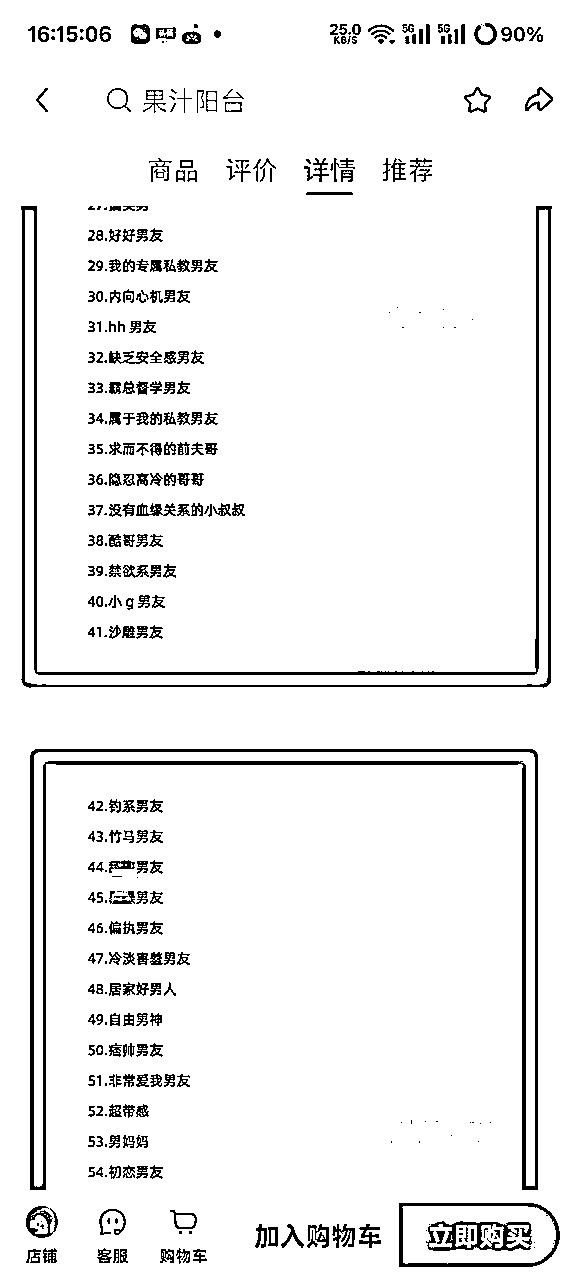 16:15:06 25.0 KB/S 5G 5G 90%
果汁阳台
商品 评价 详情 推荐
28.好好男友
29.我的专属私教男友
30.内向心机男友
31.hh 男友
32.缺乏安全感男友
33.霸总督学男友
34.属于我的私教男友
35.求而不得的前夫哥
36.隐忍高冷的哥哥
37.没有血缘关系的小叔叔
38.酷哥男友
39.禁欲系男友
40.小 g 男友
41.沙雕男友
42.钓系男友
43.竹马男友
44.男友
45.男友
46.偏执男友
47.冷淡害羞男友
48.居家好男人
49.自由男神
50.痞帅男友
51.非常爱我男友
52.超带感
53.男妈妈
54.初恋男友
店铺 客服 购物车 加入购物车 立即购买